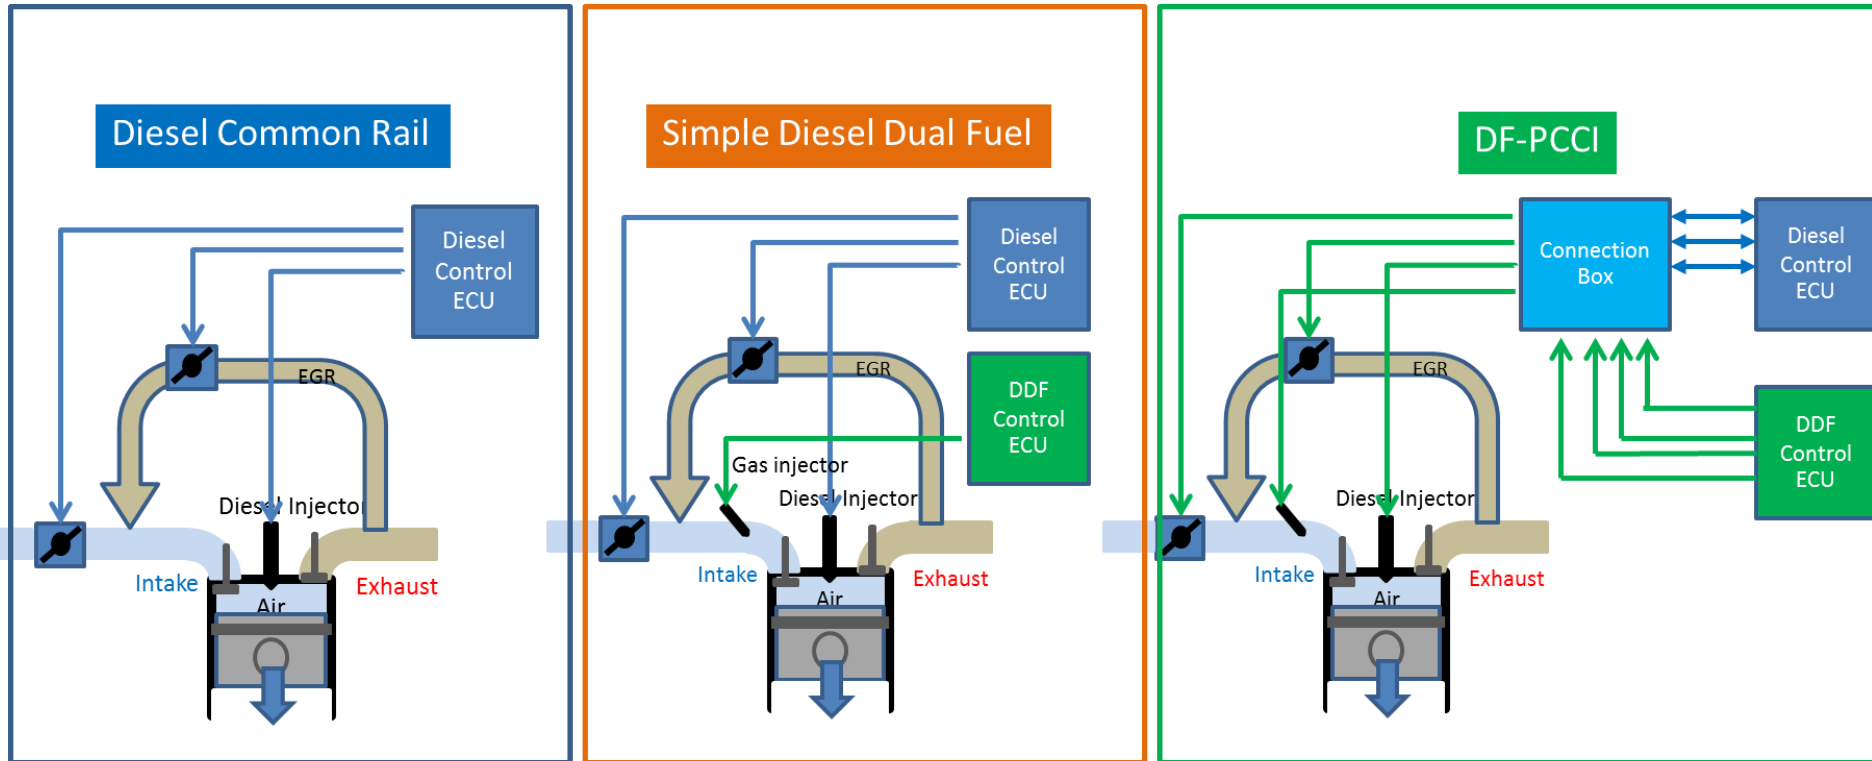 Diesel Common Rail
Diesel
Control
ECU
EGR
Diesel Injector
Intake
Exhaust
Air
Simple Diesel Dual Fuel
Diesel
Control
ECU
EGR
DDF
Control
ECU
Gas injector
Diesel Injector
Intake
Exhaust
Air
DF-PCCI
Connection
Box
Diesel
Control
ECU
EGR
DDF
Control
ECU
Diesel Injector
Intake
Exhaust
Air